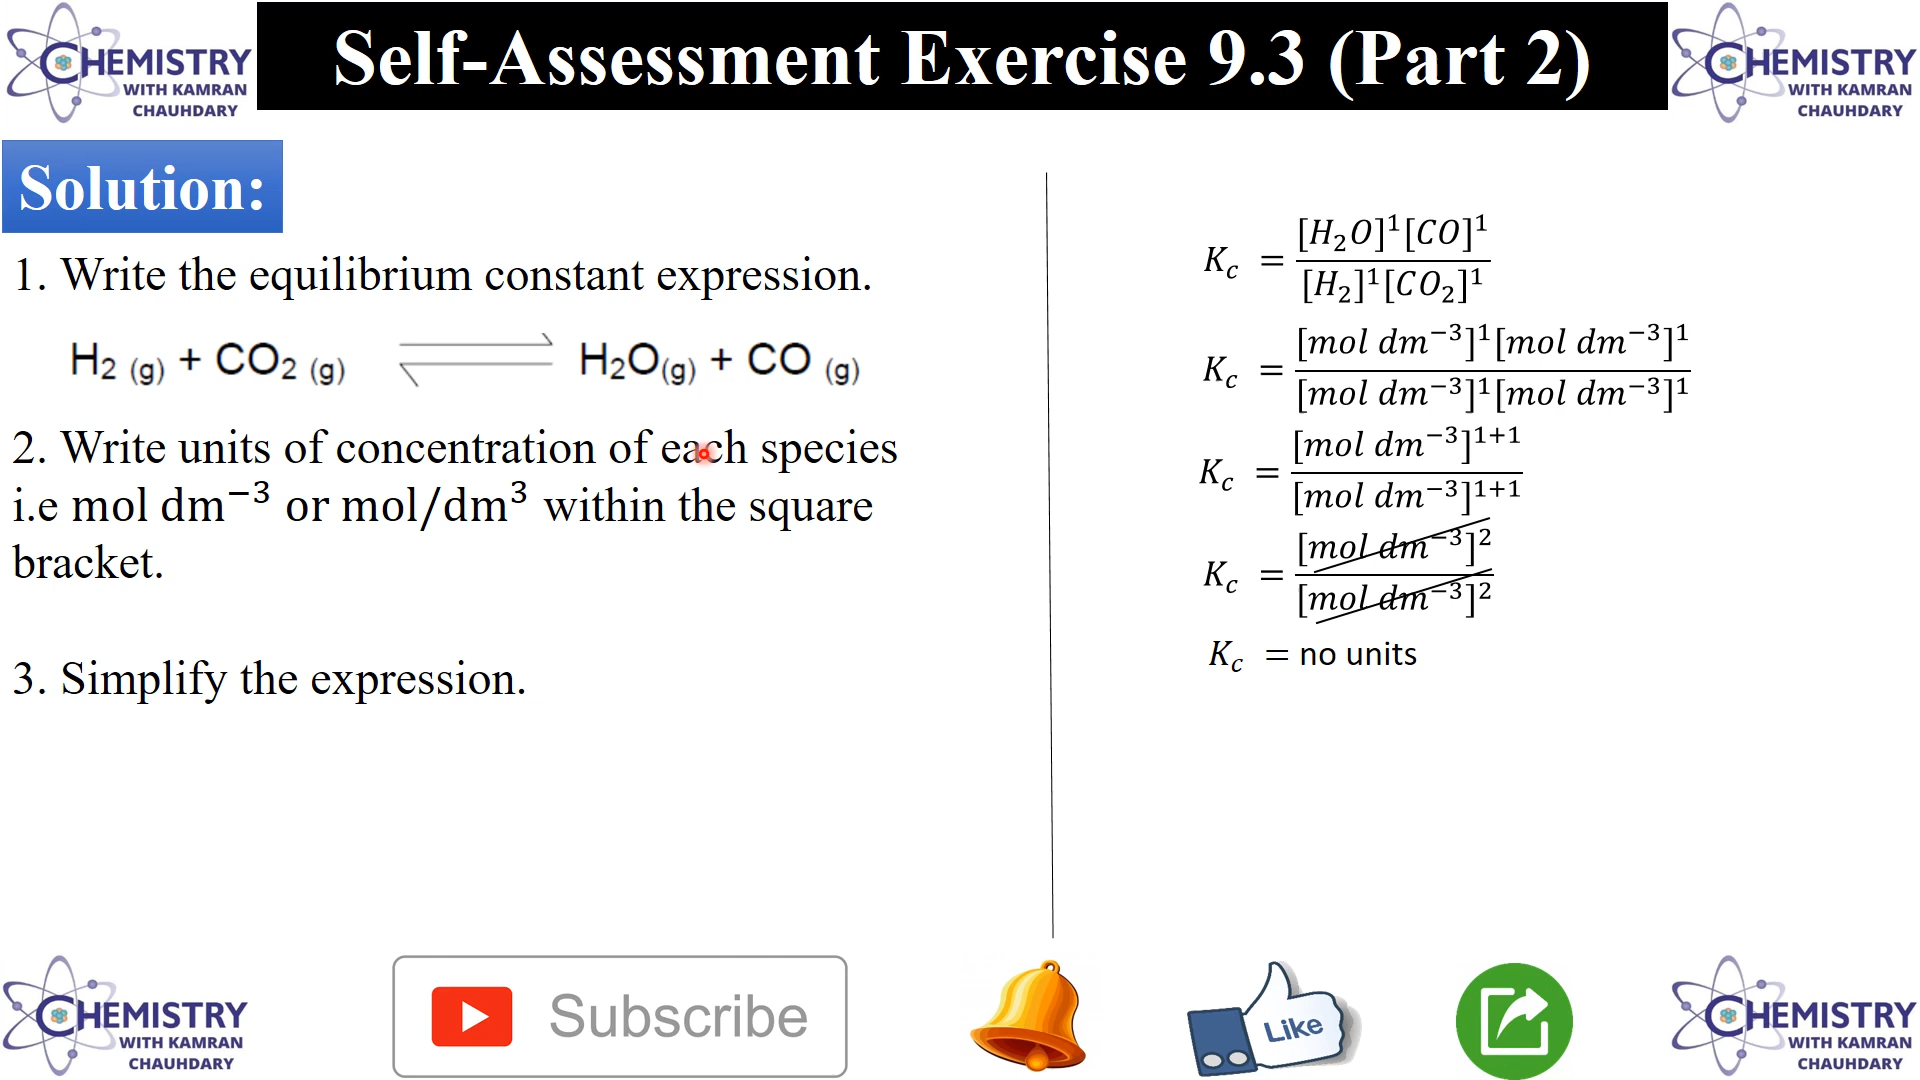 CHEMISTRY
WITH KAMRAN
CHAUHDARY
Self-Assessment Exercise 9.3 (Part 2)
CHEMISTRY
WITH KAMRAN
CHAUHDARY
Solution:
1. Write the equilibrium constant expression.
H₂ (g) + CO₂ (g) ⇌ H₂O(g) + CO (g)
2. Write units of concentration of each species
i.e mol dm⁻³ or mol/dm³ within the square
bracket.
3. Simplify the expression.
K_c = [H₂O]¹[CO]¹ / [H₂]¹[CO₂]¹
K_c = [mol dm⁻³]¹[mol dm⁻³]¹ / [mol dm⁻³]¹[mol dm⁻³]¹
K_c = [mol dm⁻³]¹⁺¹ / [mol dm⁻³]¹⁺¹
K_c = [mol dm⁻³]² / [mol dm⁻³]²
K_c = no units
CHEMISTRY
WITH KAMRAN
CHAUHDARY
Subscribe
Like
CHEMISTRY
WITH KAMRAN
CHAUHDARY